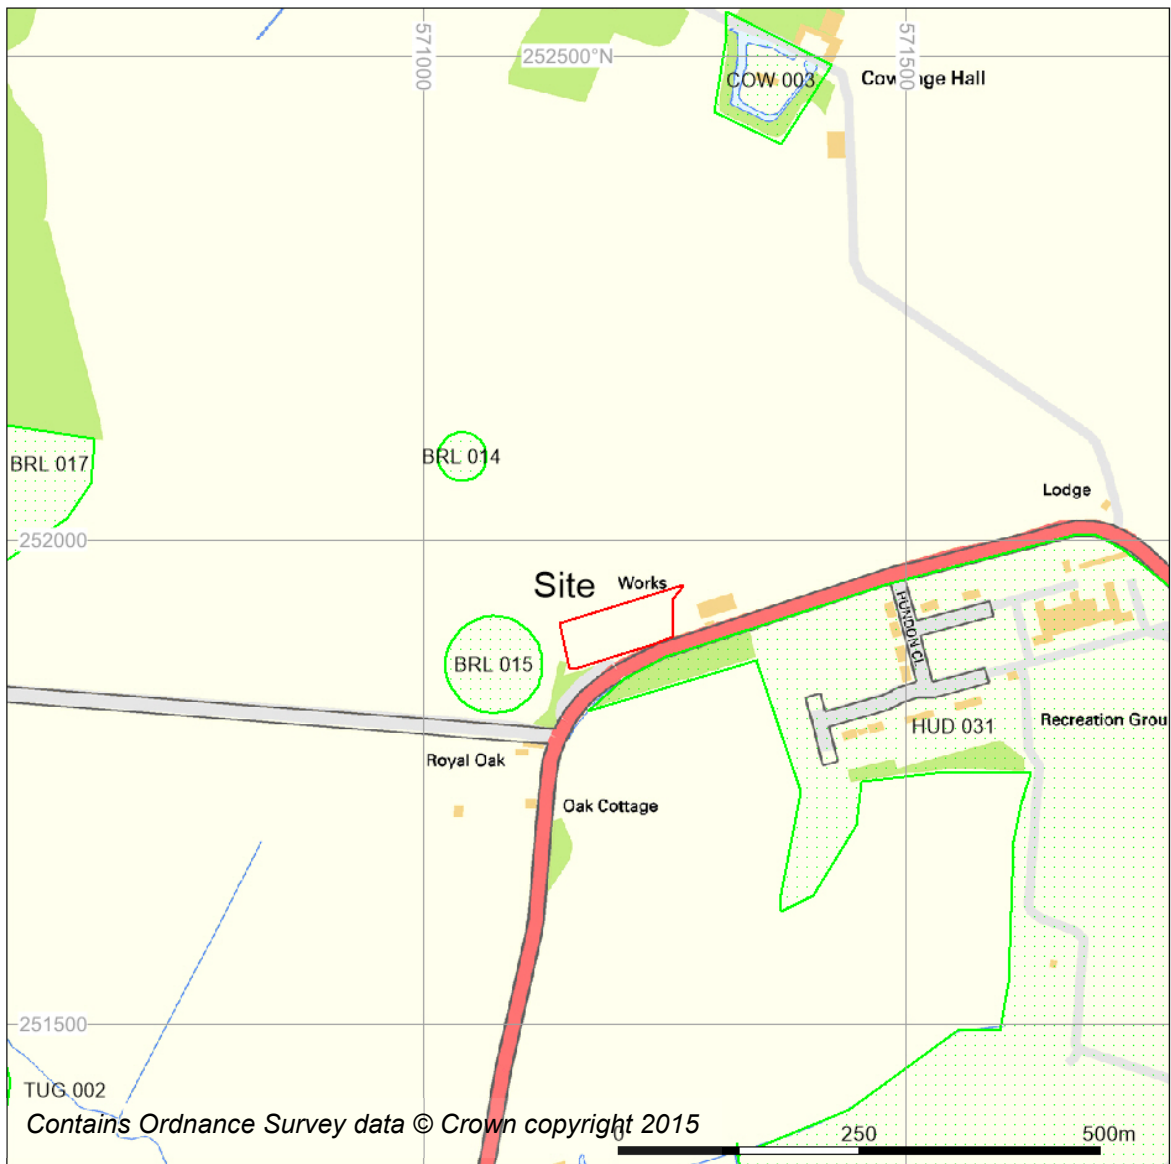 571000
252500°N
571500
COW 003
BRL 014
BRL 017
Lodge
252000
Site
Works
HUNDON CL
BRL 015
HUD 031
Recreation Grou
Royal Oak
Oak Cottage
251500
TUG 002
Contains Ordnance Survey data © Crown copyright 2015
0
250
500m
Hall